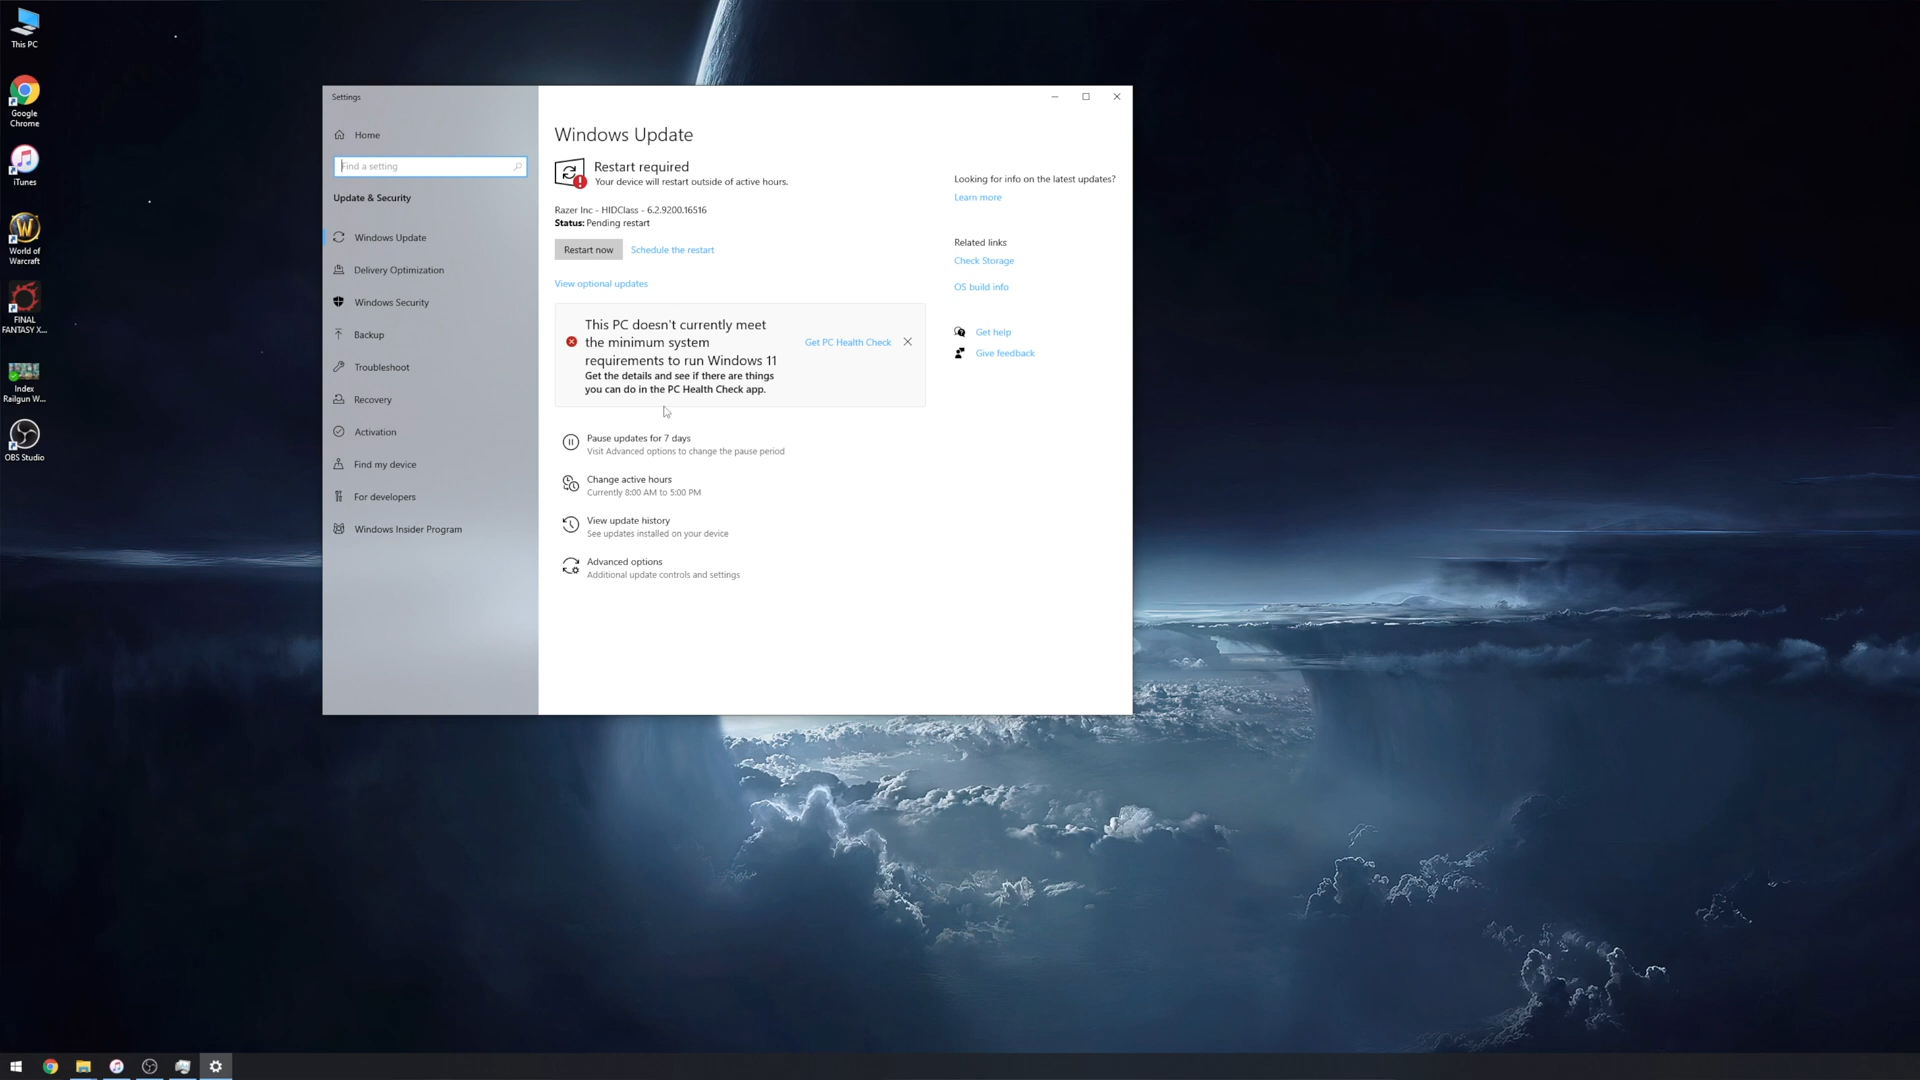 This PC
Google
Chrome
iTunes
World of
Warcraft
FINAL
FANTASY X...
Index
Railgun W...
OBS Studio
Settings
Home
Find a setting
Update & Security
Windows Update
Delivery Optimization
Windows Security
Backup
Troubleshoot
Recovery
Activation
Find my device
For developers
Windows Insider Program
Windows Update
Restart required
Your device will restart outside of active hours.
Razer Inc - HIDClass - 6.2.9200.16516
Status: Pending restart
Restart now
Schedule the restart
View optional updates
This PC doesn't currently meet
the minimum system
requirements to run Windows 11
Get the details and see if there are things
you can do in the PC Health Check app.
Get PC Health Check
Pause updates for 7 days
Visit Advanced options to change the pause period
Change active hours
Currently 8:00 AM to 5:00 PM
View update history
See updates installed on your device
Advanced options
Additional update controls and settings
Looking for info on the latest updates?
Learn more
Related links
Check Storage
OS build info
Get help
Give feedback